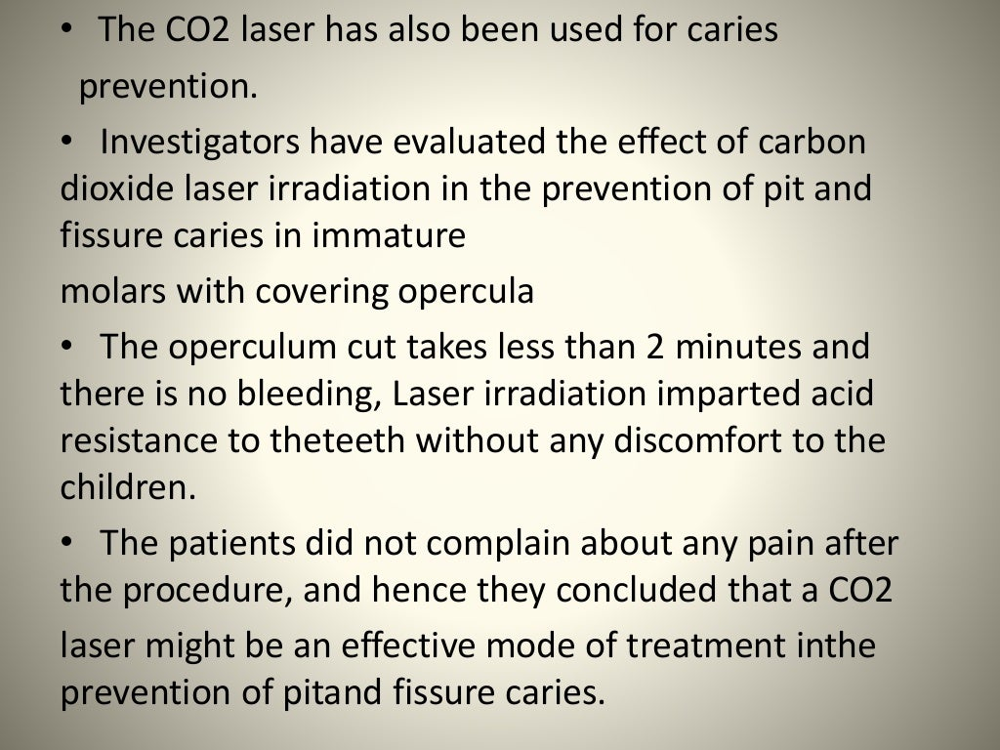 • The CO2 laser has also been used for caries
prevention.
• Investigators have evaluated the effect of carbon
dioxide laser irradiation in the prevention of pit and
fissure caries in immature
molars with covering opercula
• The operculum cut takes less than 2 minutes and
there is no bleeding, Laser irradiation imparted acid
resistance to theteeth without any discomfort to the
children.
• The patients did not complain about any pain after
the procedure, and hence they concluded that a CO2
laser might be an effective mode of treatment inthe
prevention of pitand fissure caries.